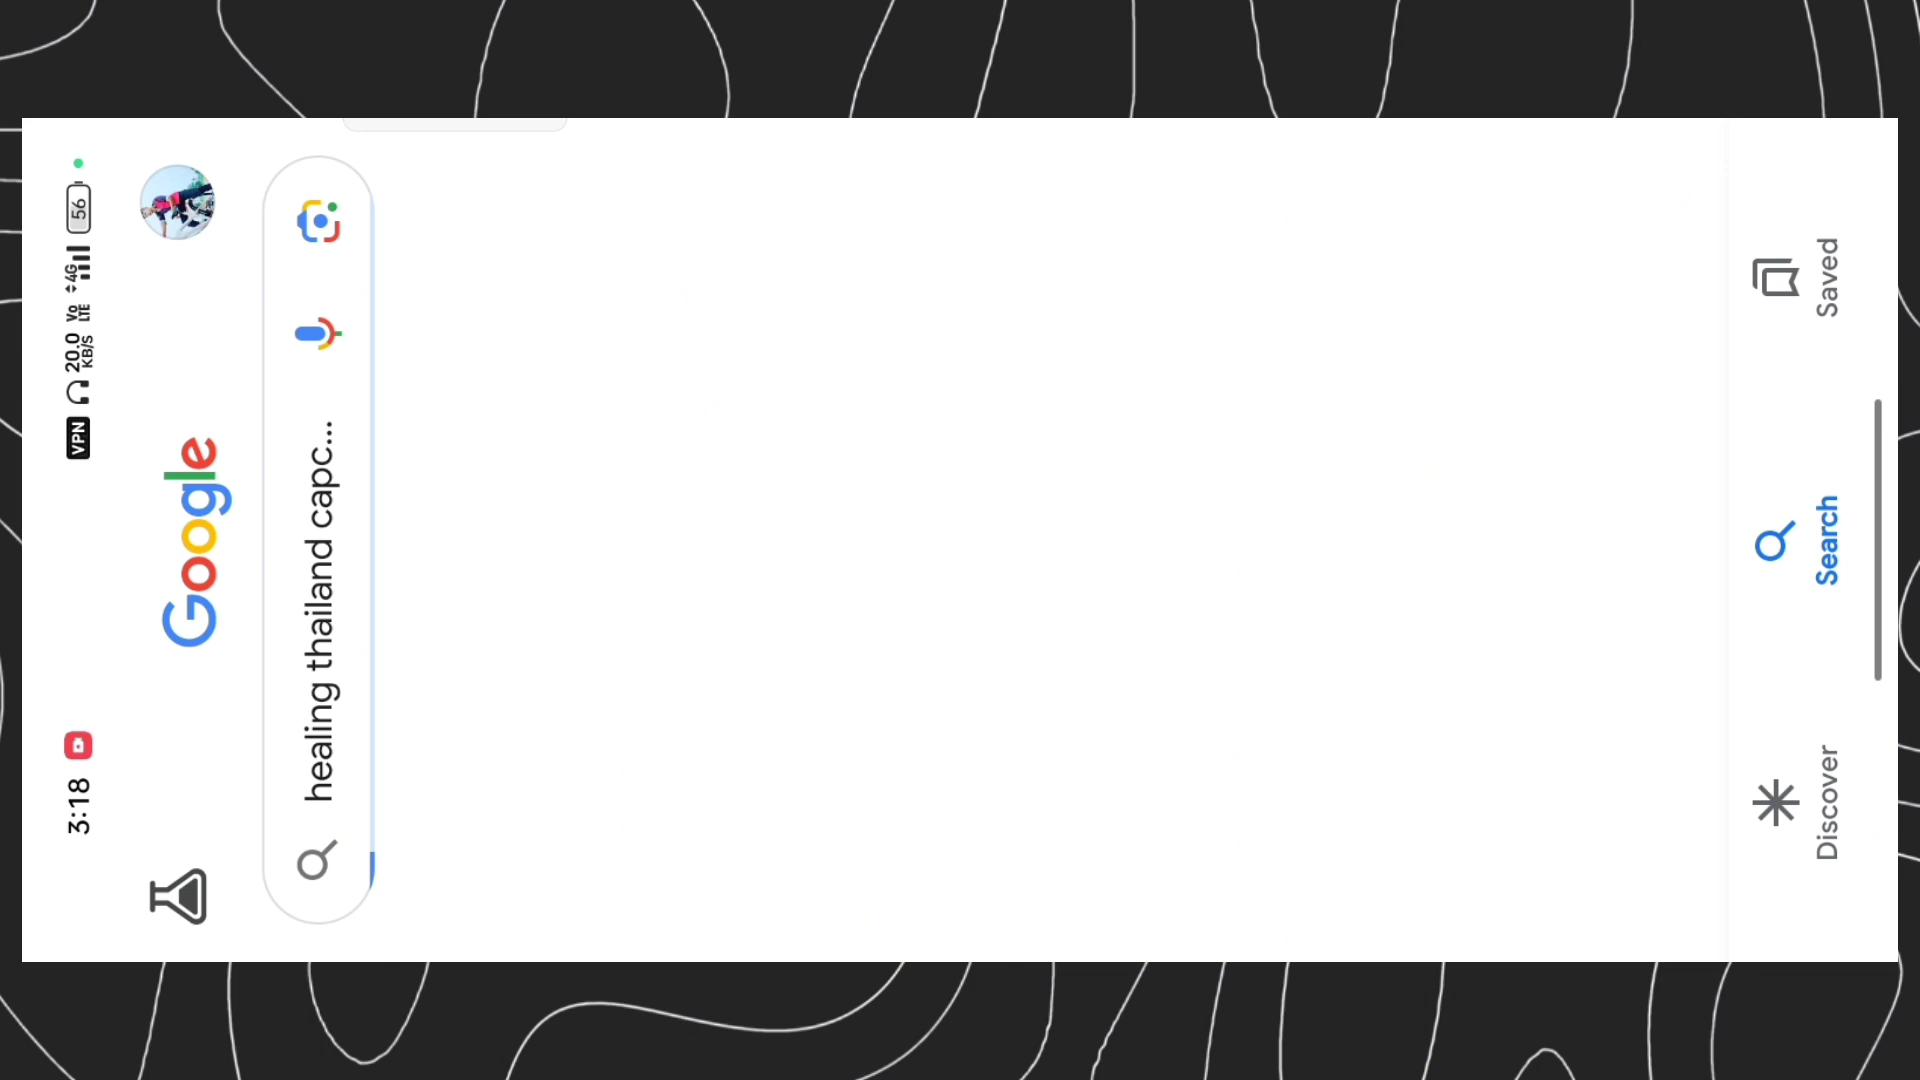 3:18
VPN 20.0 KB/S Vo LTE 4G 56
Google
healing thailand capc...
Discover
Search
Saved